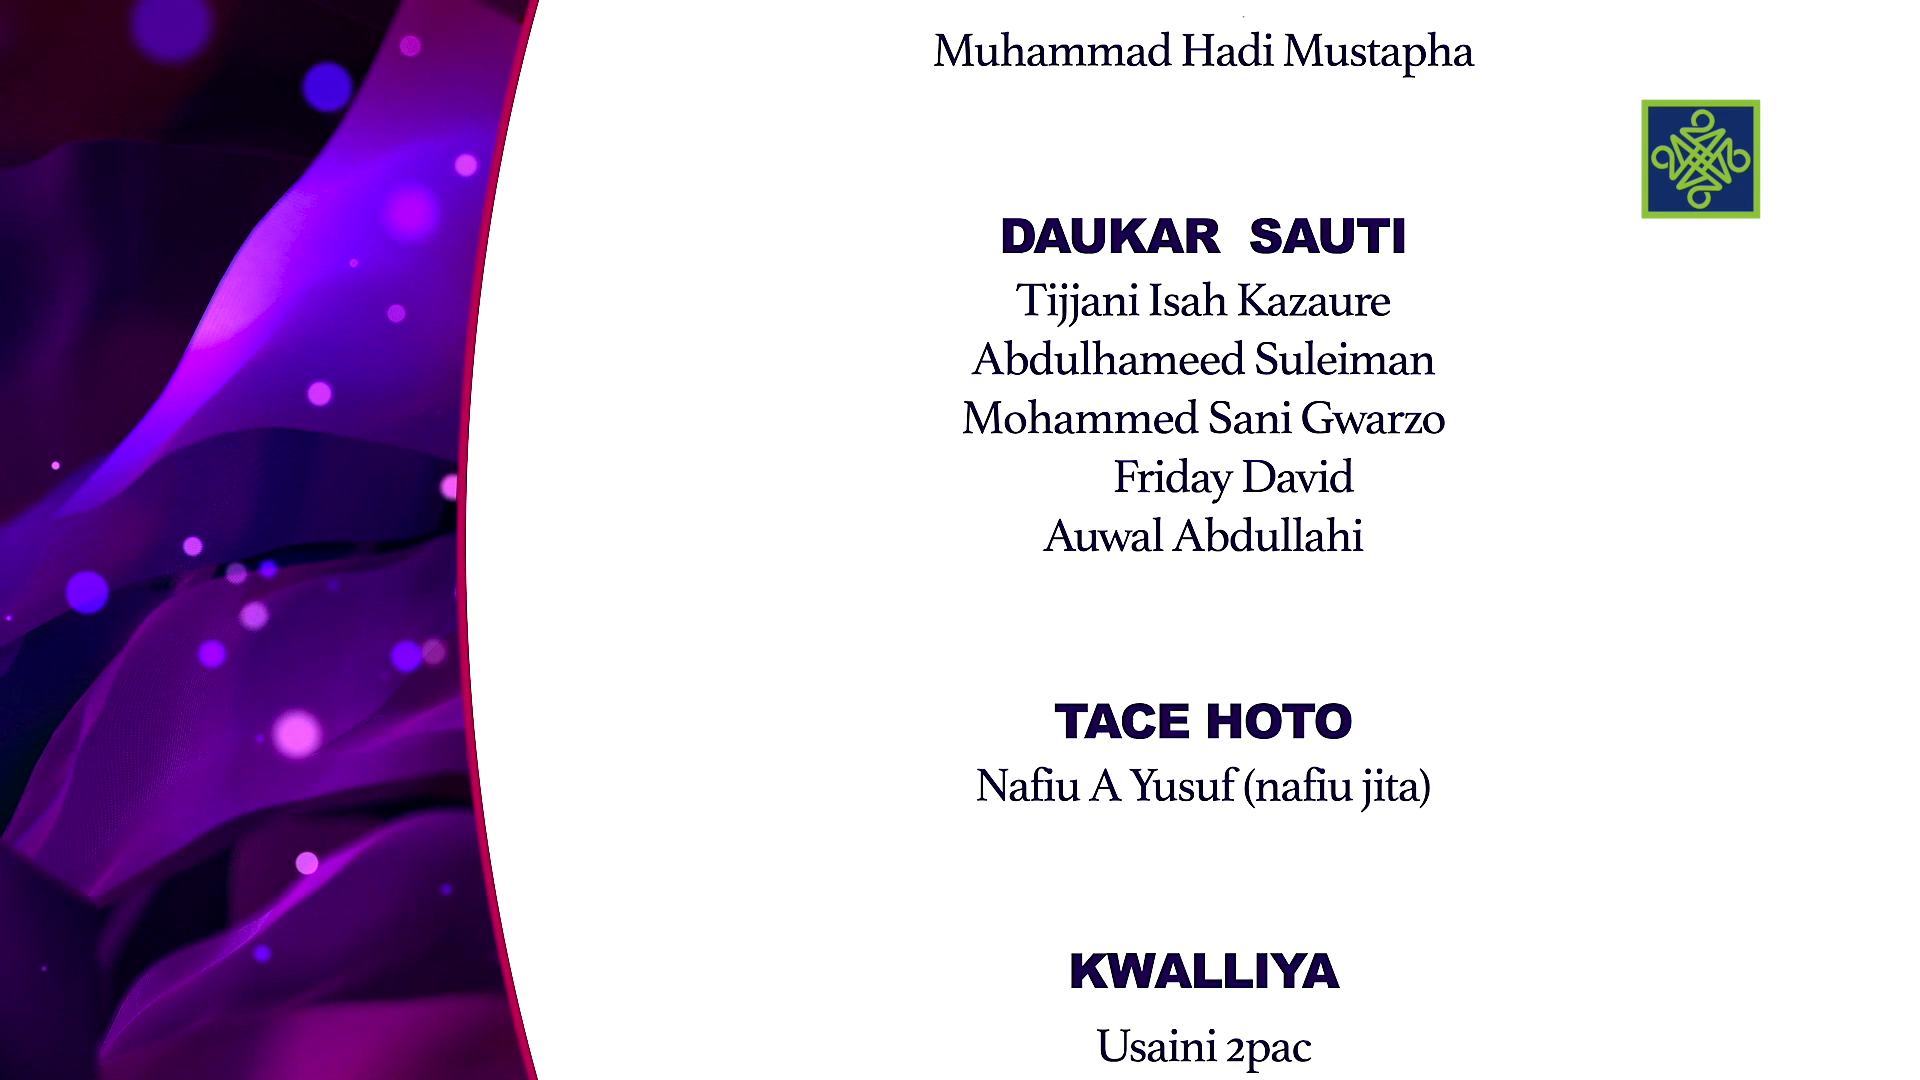 Muhammad Hadi Mustapha
DAUKAR SAUTI
Tijjani Isah Kazaure
Abdulhameed Suleiman
Mohammed Sani Gwarzo
Friday David
Auwal Abdullahi
TACE HOTO
Nafiu A Yusuf (nafiu jita)
KWALLIYA
Usaini 2pac